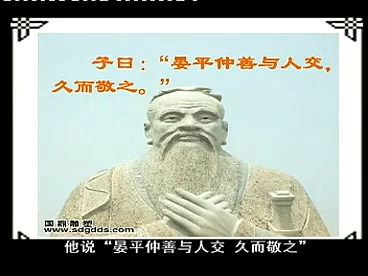 子曰：“晏平仲善与人交，
久而敬之。”
国鼎雕塑
www.sdgdds.com
他说“晏平仲善与人交 久而敬之”